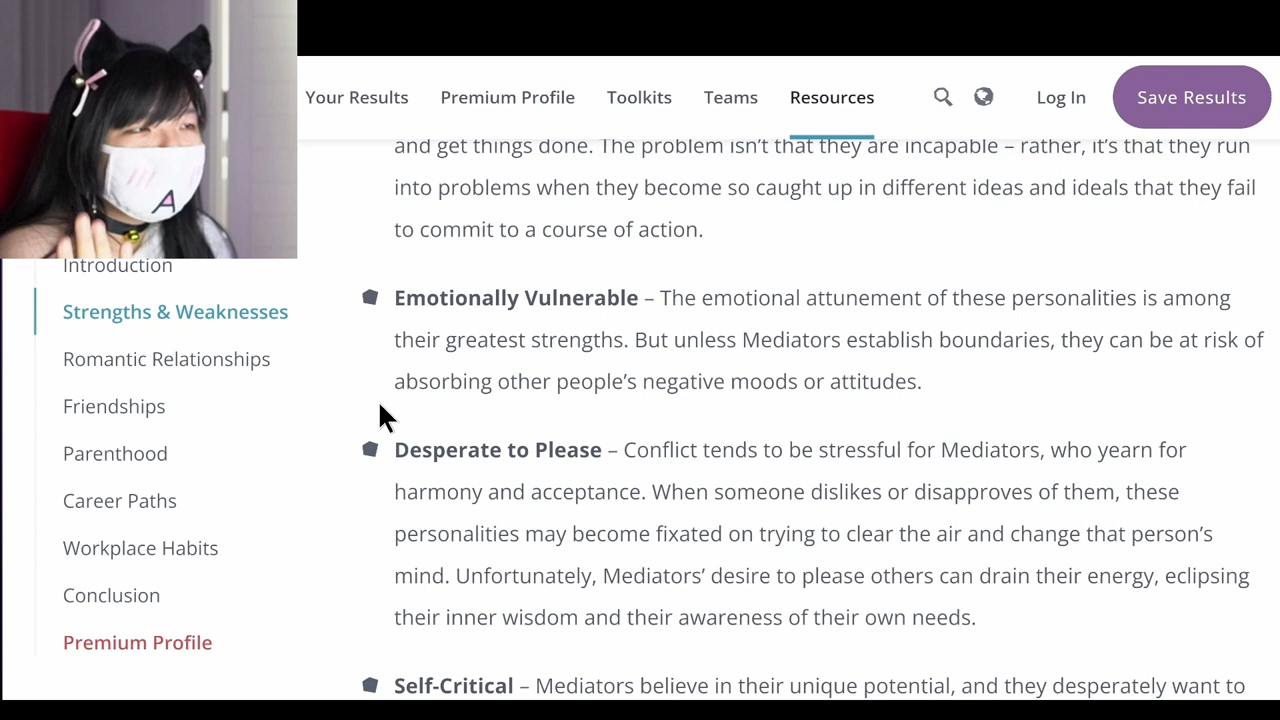 Your Results Premium Profile Toolkits Teams Resources Log In Save Results
and get things done. The problem isn't that they are incapable – rather, it's that they run
into problems when they become so caught up in different ideas and ideals that they fail
to commit to a course of action.
Introduction
Strengths & Weaknesses
Romantic Relationships
Friendships
Parenthood
Career Paths
Workplace Habits
Conclusion
Premium Profile
Emotionally Vulnerable – The emotional attunement of these personalities is among
their greatest strengths. But unless Mediators establish boundaries, they can be at risk of
absorbing other people's negative moods or attitudes.
Desperate to Please – Conflict tends to be stressful for Mediators, who yearn for
harmony and acceptance. When someone dislikes or disapproves of them, these
personalities may become fixated on trying to clear the air and change that person's
mind. Unfortunately, Mediators' desire to please others can drain their energy, eclipsing
their inner wisdom and their awareness of their own needs.
Self-Critical – Mediators believe in their unique potential, and they desperately want to
A